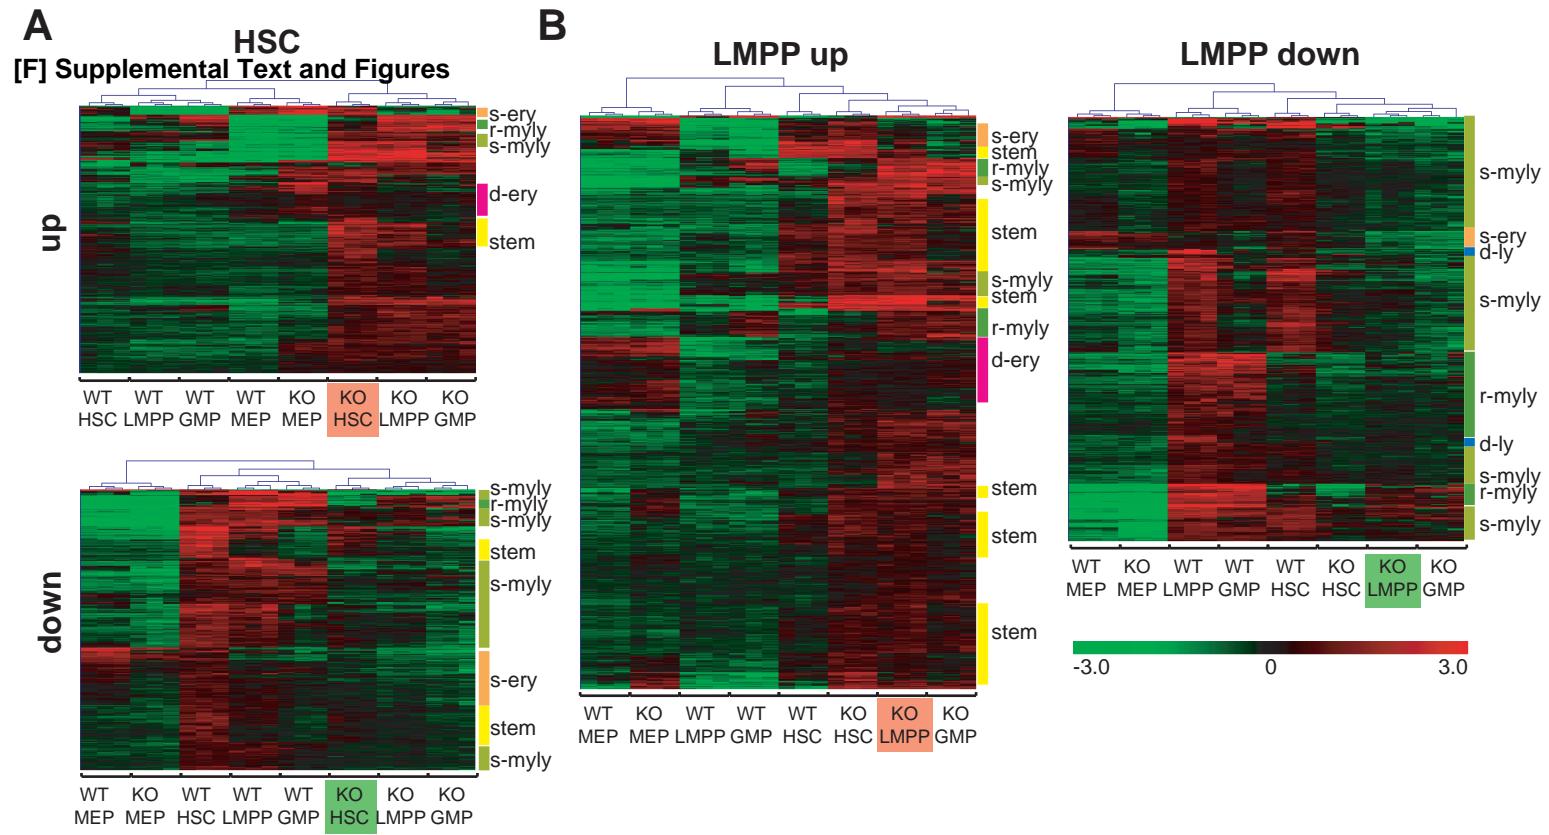 A
HSC
[F] Supplemental Text and Figures
up
s-ery
r-myly
s-myly
d-ery
stem
WT WT WT WT KO KO KO KO
HSC LMPP GMP MEP MEP HSC LMPP GMP
down
s-myly
r-myly
s-myly
stem
s-myly
s-ery
stem
s-myly
WT KO WT WT WT KO KO KO
MEP MEP HSC LMPP GMP HSC LMPP GMP
B
LMPP up
s-ery
stem
r-myly
s-myly
stem
s-myly
stem
r-myly
d-ery
stem
stem
stem
WT KO WT WT WT KO KO KO
MEP MEP LMPP GMP HSC HSC LMPP GMP
LMPP down
s-myly
s-ery
d-ly
s-myly
r-myly
d-ly
s-myly
r-myly
s-myly
WT KO WT WT WT KO KO KO
MEP MEP LMPP GMP HSC HSC LMPP GMP
-3.0 0 3.0